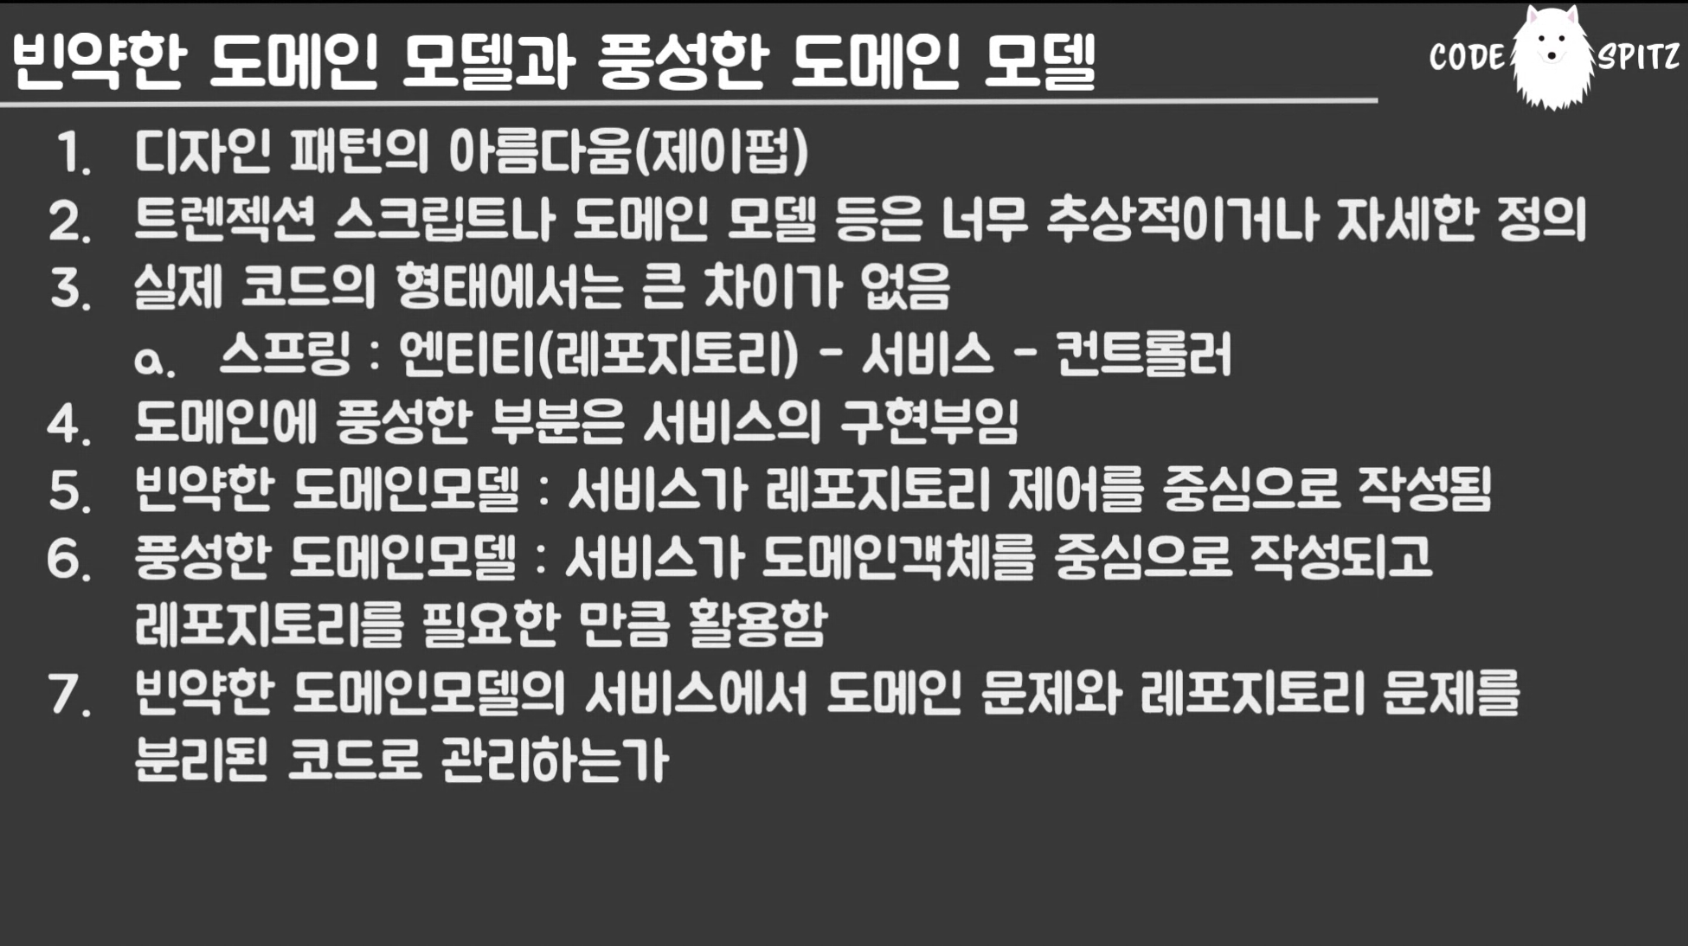 빈약한 도메인 모델과 풍성한 도메인 모델
CODE SPITZ
1. 디자인 패턴의 아름다움(제이펍)
2. 트렌젝션 스크립트나 도메인 모델 등은 너무 추상적이거나 자세한 정의
3. 실제 코드의 형태에서는 큰 차이가 없음
a. 스프링 : 엔티티(레포지토리) - 서비스 - 컨트롤러
4. 도메인에 풍성한 부분은 서비스의 구현부임
5. 빈약한 도메인모델 : 서비스가 레포지토리 제어를 중심으로 작성됨
6. 풍성한 도메인모델 : 서비스가 도메인객체를 중심으로 작성되고
레포지토리를 필요한 만큼 활용함
7. 빈약한 도메인모델의 서비스에서 도메인 문제와 레포지토리 문제를
분리된 코드로 관리하는가